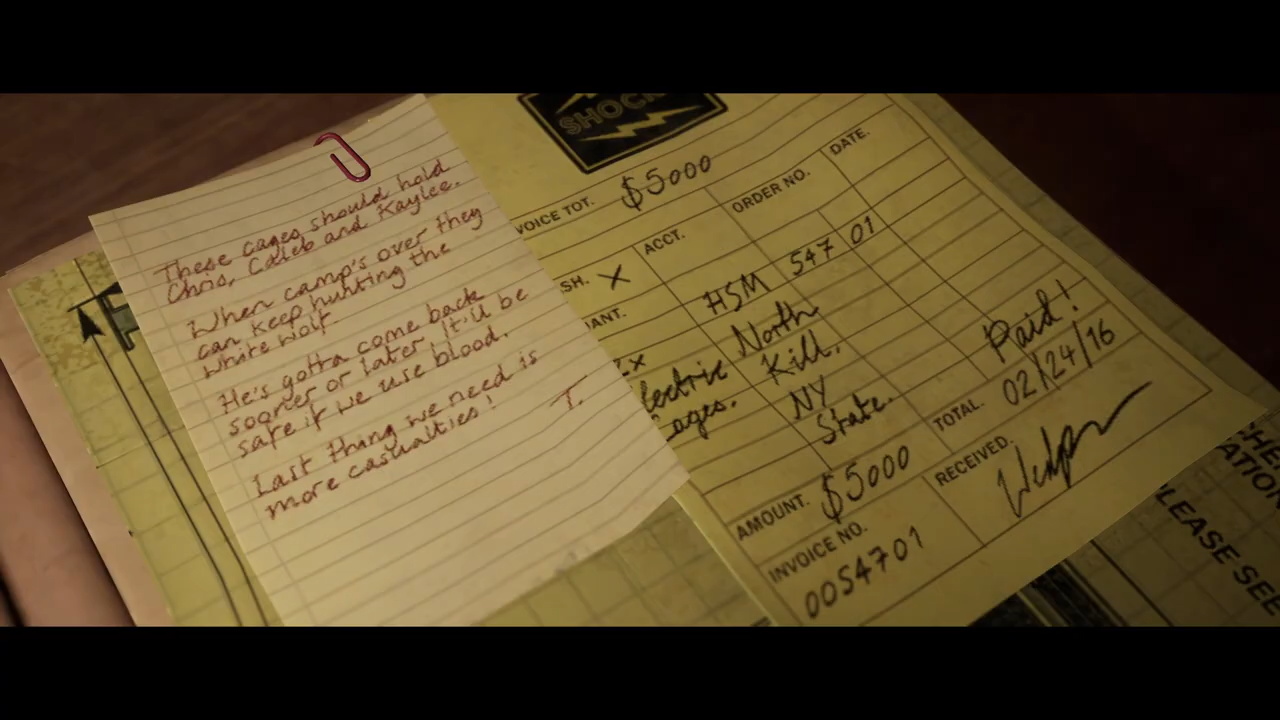 These cages should hold
Chris, Caleb and Kaylee.
When camp's over they
can keep hunting the
white wolf
He's gotta come back
sooner or later. It'll be
safe if we use blood.
Last thing we need is
more casualties!
T.
SHOCK
VOICE TOT. $5000
SH. X
ACCT.
ORDER NO.
DATE.
ANT.
HSM 547 01
2x
lectric
ages.
North
Kill,
NY
State.
Paid!
TOTAL. 02/24/16
AMOUNT. $5000
RECEIVED.
INVOICE NO.
0054701
LEASE SEE